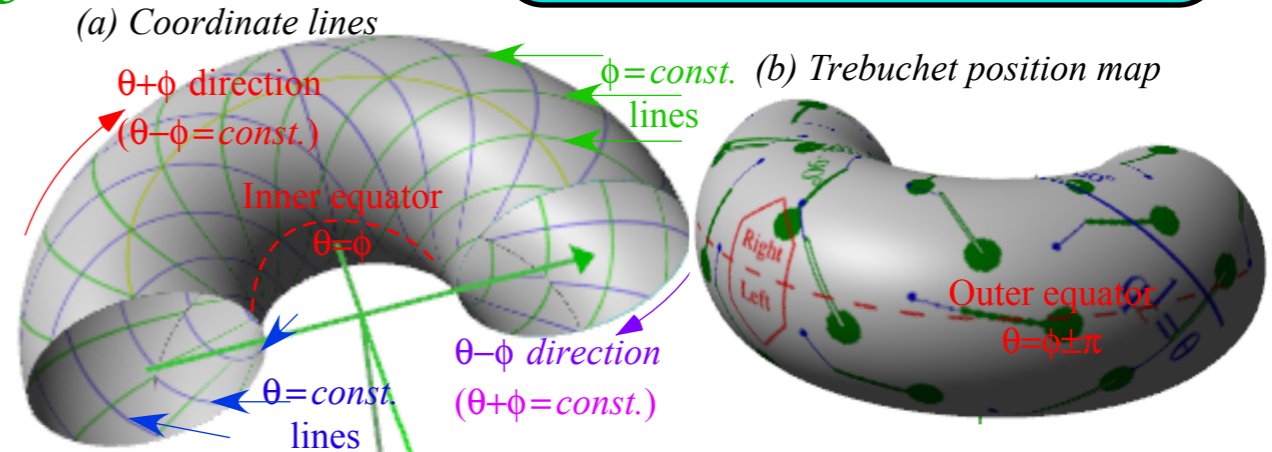 (a) Coordinate lines
θ+ϕ direction
(θ−ϕ=const.)
ϕ=const.
lines
Inner equator
θ=ϕ
θ=const.
lines
θ−ϕ direction
(θ+ϕ=const.)
(b) Trebuchet position map
Right
Left
Outer equator
θ=ϕ±π